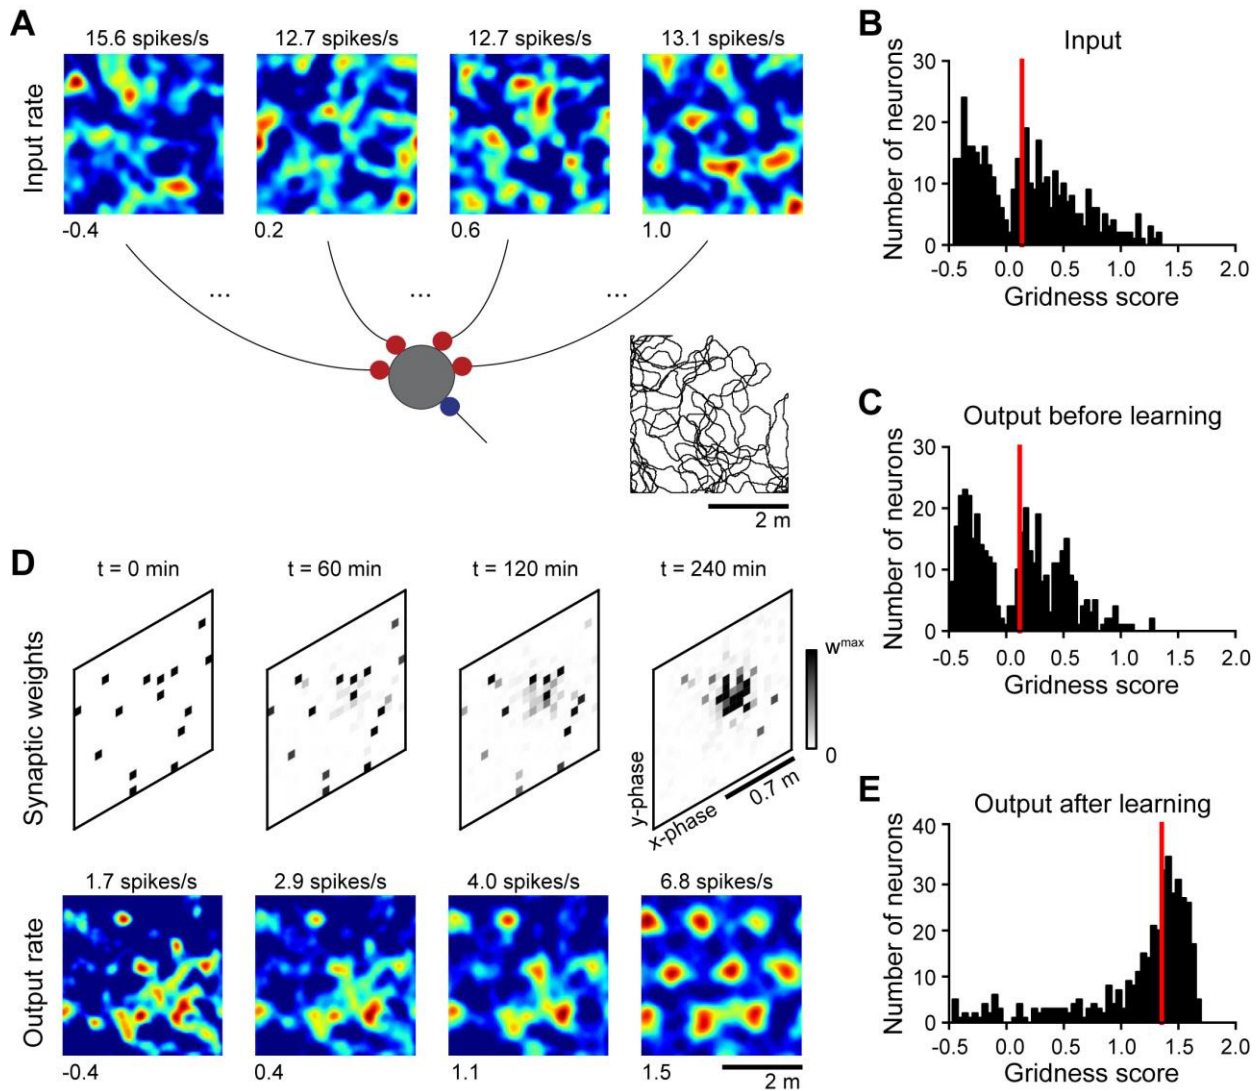 A
15.6 spikes/s 12.7 spikes/s 12.7 spikes/s 13.1 spikes/s
Input rate
-0.4 0.2 0.6 1.0
... ... ...
2 m
B
Input
Number of neurons
30
20
10
0
-0.5 0.0 0.5 1.0 1.5 2.0
Gridness score
C
Output before learning
Number of neurons
30
20
10
0
-0.5 0.0 0.5 1.0 1.5 2.0
Gridness score
D
t = 0 min t = 60 min t = 120 min t = 240 min
Synaptic weights
wmax
0
y-phase
x-phase
0.7 m
1.7 spikes/s 2.9 spikes/s 4.0 spikes/s 6.8 spikes/s
Output rate
-0.4 0.4 1.1 1.5
2 m
E
Output after learning
Number of neurons
40
30
20
10
0
-0.5 0.0 0.5 1.0 1.5 2.0
Gridness score